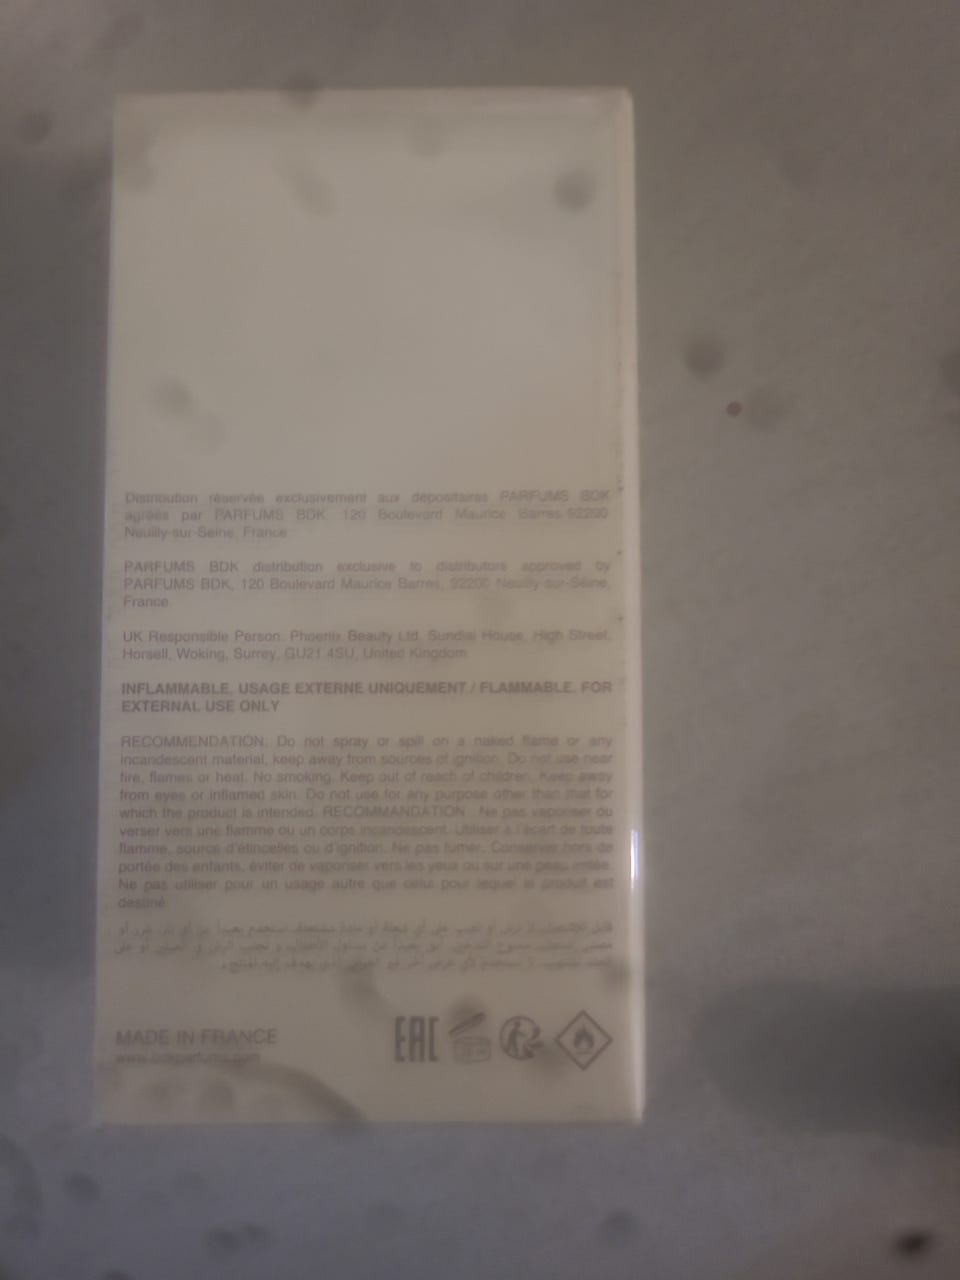 Distribution réservée exclusivement aux dépositaires PARFUMS BDK
agréés par PARFUMS BDK, 120 Boulevard Maurice Barres 92200
Neuilly-sur-Seine, France
PARFUMS BDK distribution exclusive to distributors approved by
PARFUMS BDK, 120 Boulevard Maurice Barres, 92200 Neuilly-sur-Seine,
France.
UK Responsible Person: Phoenix Beauty Ltd, Sundial House, High Street,
Horsell, Woking, Surrey, GU21 4SU, United Kingdom
INFLAMMABLE. USAGE EXTERNE UNIQUEMENT / FLAMMABLE. FOR
EXTERNAL USE ONLY
RECOMMENDATION: Do not spray or spill on a naked flame or any
incandescent material, keep away from sources of ignition. Do not use near
fire, flames or heat. No smoking. Keep out of reach of children. Keep away
from eyes or inflamed skin. Do not use for any purpose other than that for
which the product is intended. RECOMMANDATION : Ne pas vaporiser ou
verser vers une flamme ou un corps incandescent. Utiliser à l'écart de toute
flamme, source d'étincelles ou d'ignition. Ne pas fumer. Conserver hors de
portée des enfants, éviter de vaporiser vers les yeux ou sur une peau irritée.
Ne pas utiliser pour un usage autre que celui pour lequel le produit est
destiné.
MADE IN FRANCE
www.bdkparfums.com
EAC